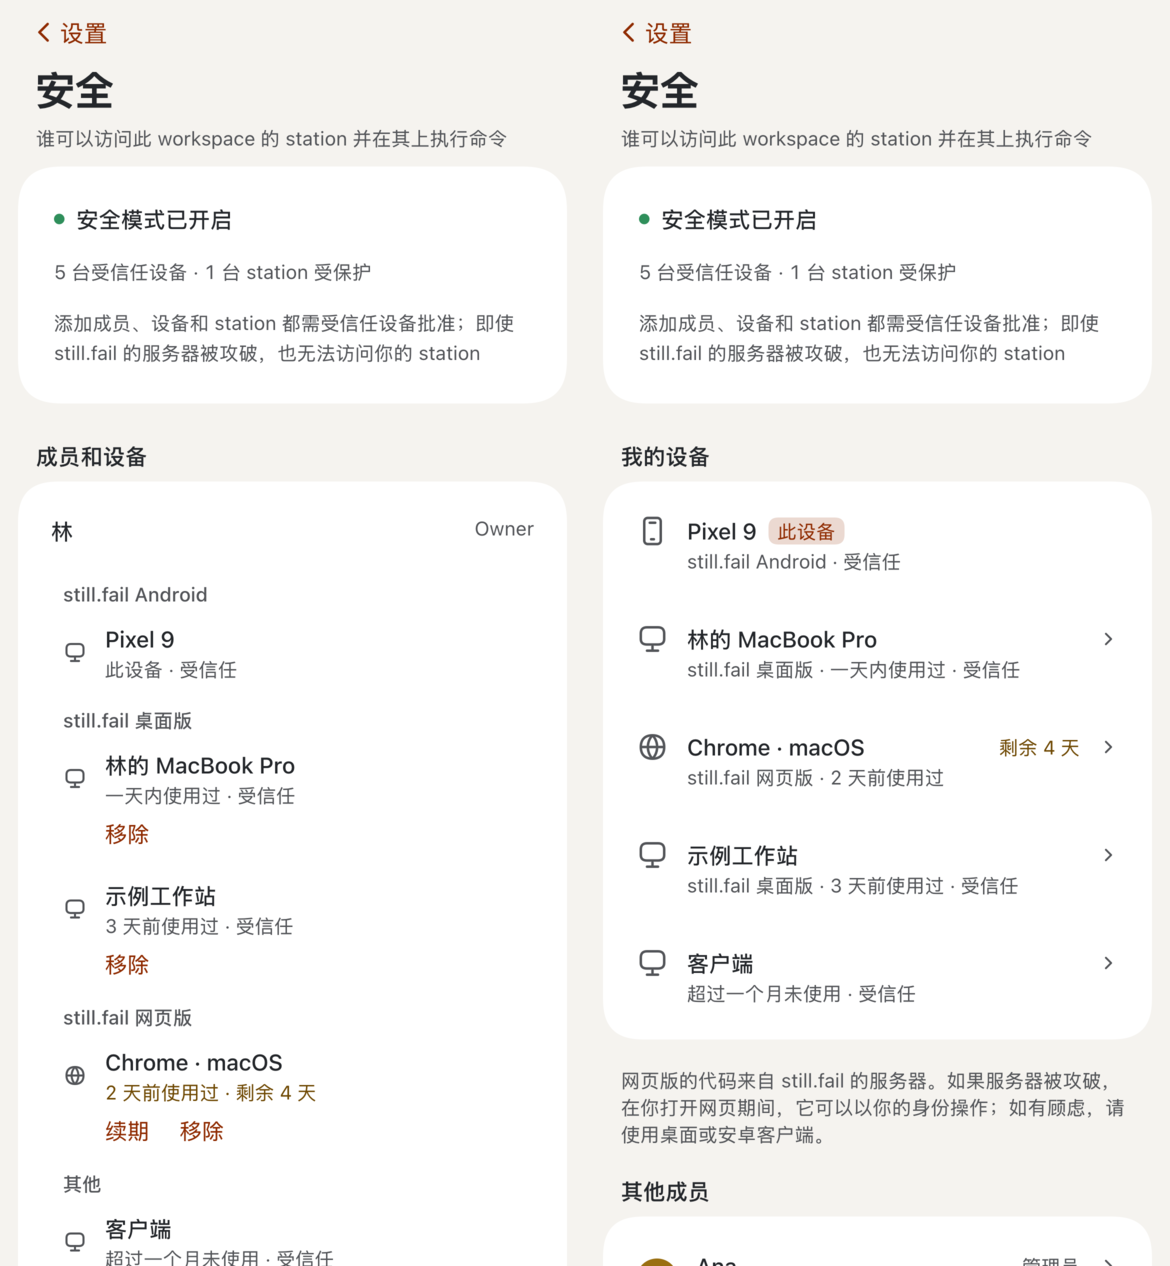 设置
安全
谁可以访问此 workspace 的 station 并在其上执行命令
安全模式已开启
5 台受信任设备 · 1 台 station 受保护
添加成员、设备和 station 都需受信任设备批准；即使
still.fail 的服务器被攻破，也无法访问你的 station
成员和设备
林
Owner
still.fail Android
Pixel 9
此设备 · 受信任
still.fail 桌面版
林的 MacBook Pro
一天内使用过 · 受信任
移除
示例工作站
3 天前使用过 · 受信任
移除
still.fail 网页版
Chrome · macOS
2 天前使用过 · 剩余 4 天
续期 移除
其他
客户端
超过一个月未使用 · 受信任
设置
安全
谁可以访问此 workspace 的 station 并在其上执行命令
安全模式已开启
5 台受信任设备 · 1 台 station 受保护
添加成员、设备和 station 都需受信任设备批准；即使
still.fail 的服务器被攻破，也无法访问你的 station
我的设备
Pixel 9 此设备
still.fail Android · 受信任
林的 MacBook Pro
still.fail 桌面版 · 一天内使用过 · 受信任
Chrome · macOS 剩余 4 天
still.fail 网页版 · 2 天前使用过
示例工作站
still.fail 桌面版 · 3 天前使用过 · 受信任
客户端
超过一个月未使用 · 受信任
网页版的代码来自 still.fail 的服务器。如果服务器被攻破，
在你打开网页期间，它可以以你的身份操作；如有顾虑，请
使用桌面或安卓客户端。
其他成员
Ana 管理员